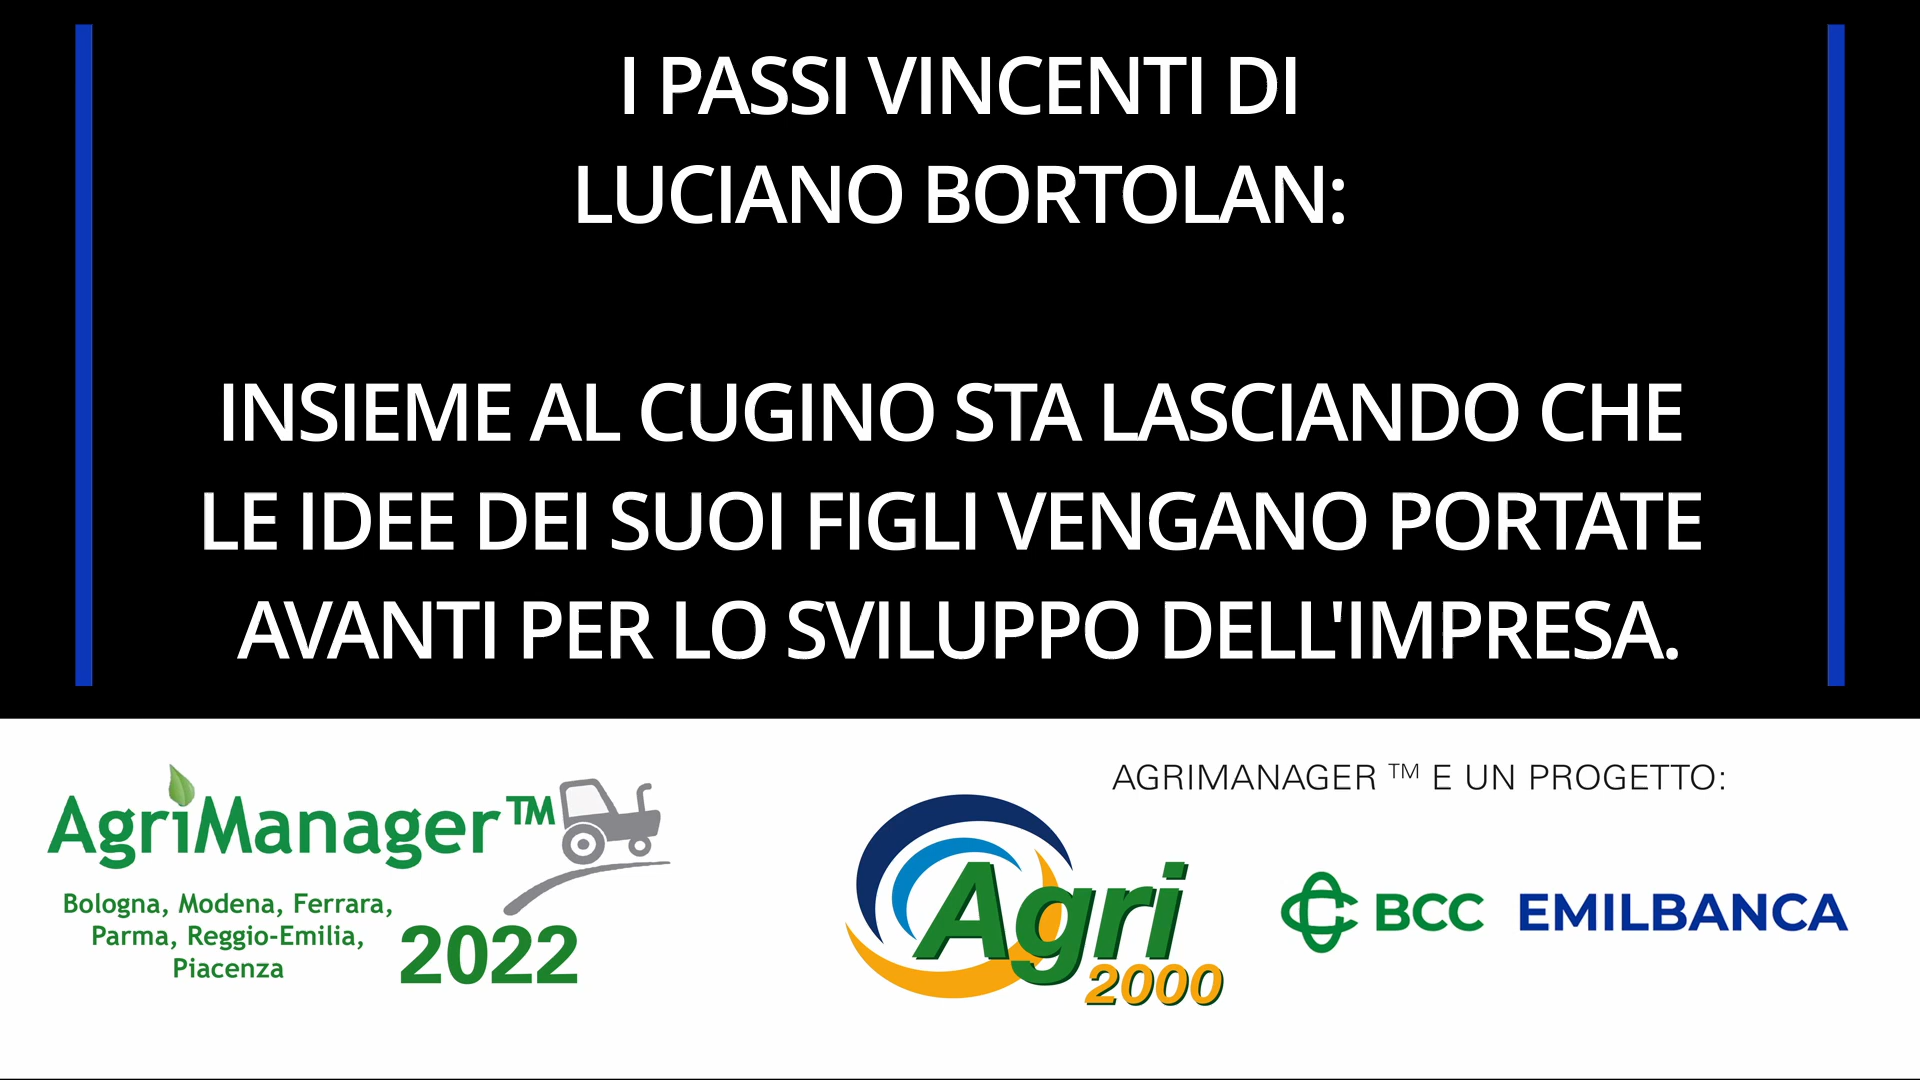 I PASSI VINCENTI DI
LUCIANO BORTOLAN:
INSIEME AL CUGINO STA LASCIANDO CHE
LE IDEE DEI SUOI FIGLI VENGANO PORTATE
AVANTI PER LO SVILUPPO DELL'IMPRESA.
AgriManager™
Bologna, Modena, Ferrara,
Parma, Reggio-Emilia,
Piacenza
2022
AGRIMANAGER ™ E UN PROGETTO:
Agri
2000
BCC EMILBANCA